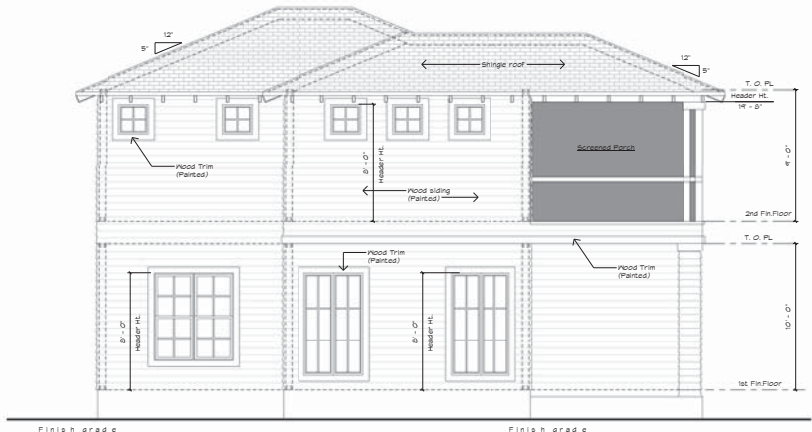 12"
5"
12"
5"
Shingle roof
T. O. PL
Header Ht.
19' - 8"
Wood Trim
(Painted)
8' - 0"
Header Ht.
Screened Porch
9' - 0"
Wood siding
(Painted)
2nd Fin.Floor
T. O. PL
Wood Trim
(Painted)
Wood Trim
(Painted)
8' - 0"
Header Ht.
8' - 0"
Header Ht.
10' - 0"
1st Fin.Floor
Finish grade
Finish grade